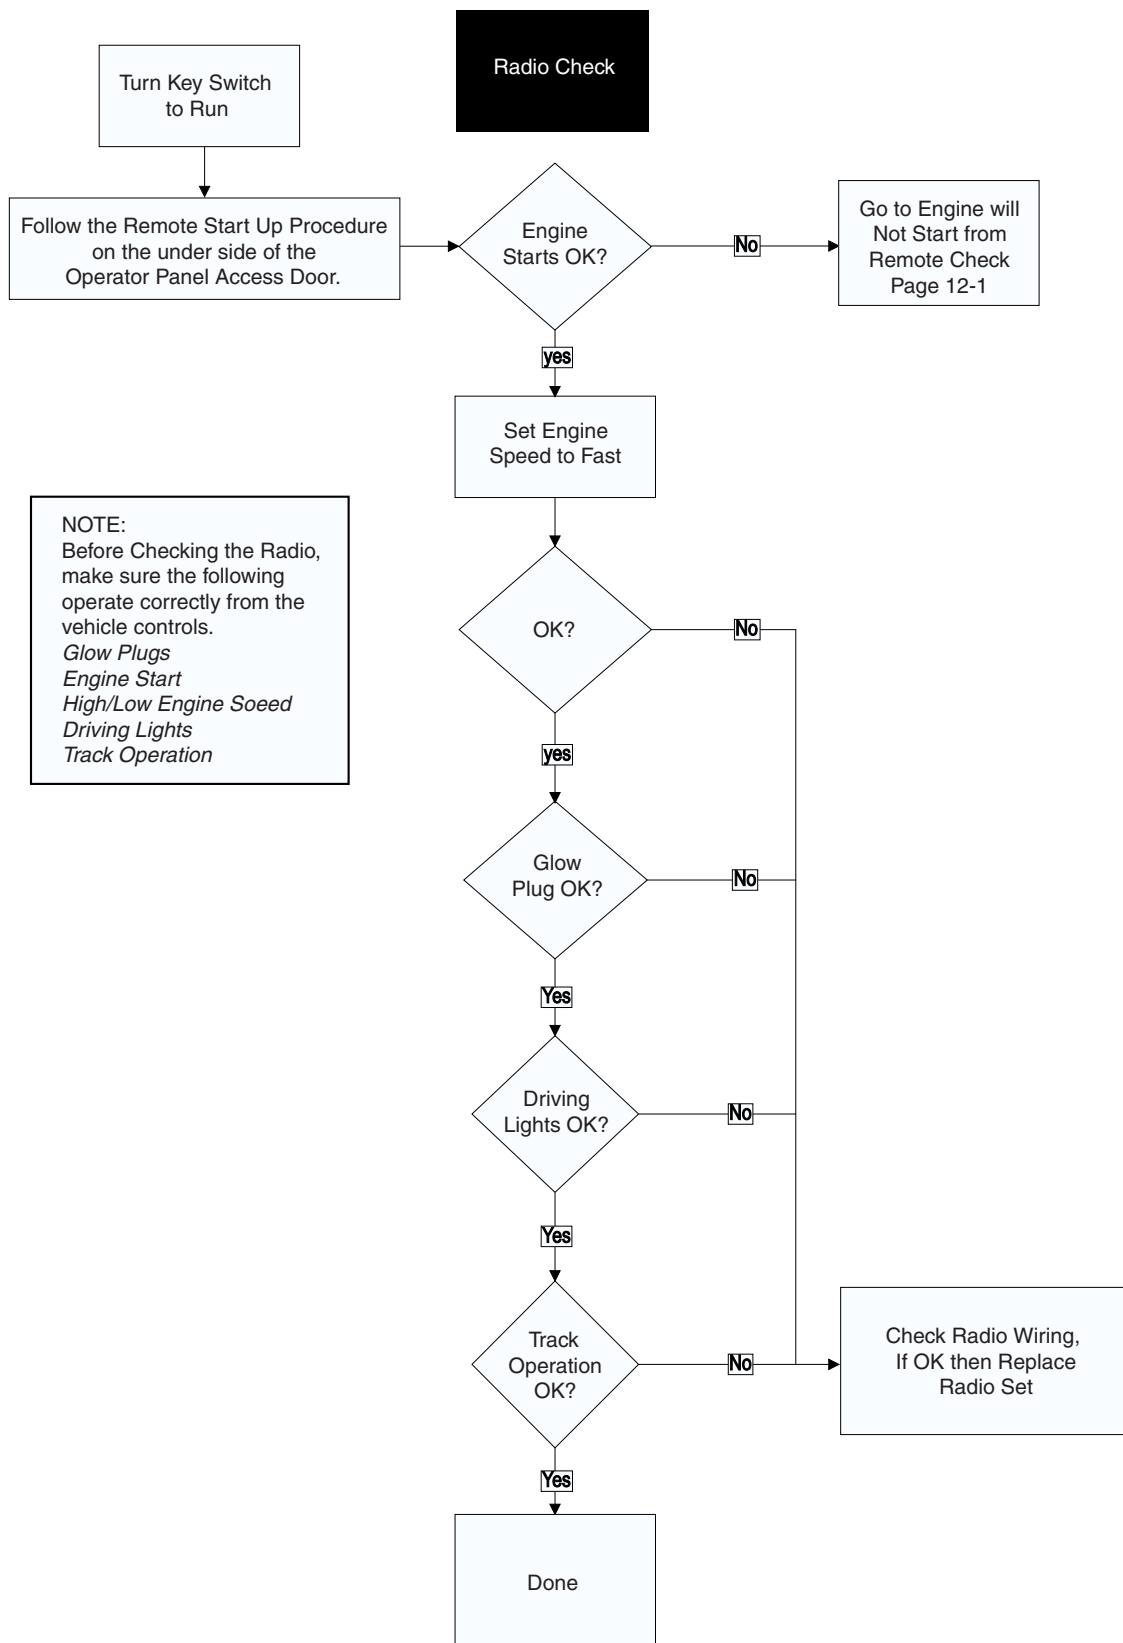 Radio Check
Turn Key Switch
to Run
Follow the Remote Start Up Procedure
on the under side of the
Operator Panel Access Door.
Engine
Starts OK?
No
Go to Engine will
Not Start from
Remote Check
Page 12-1
yes
Set Engine
Speed to Fast
NOTE:
Before Checking the Radio,
make sure the following
operate correctly from the
vehicle controls.
Glow Plugs
Engine Start
High/Low Engine Soeed
Driving Lights
Track Operation
OK?
No
yes
Glow
Plug OK?
No
Yes
Driving
Lights OK?
No
Yes
Track
Operation
OK?
No
Check Radio Wiring,
If OK then Replace
Radio Set
Yes
Done